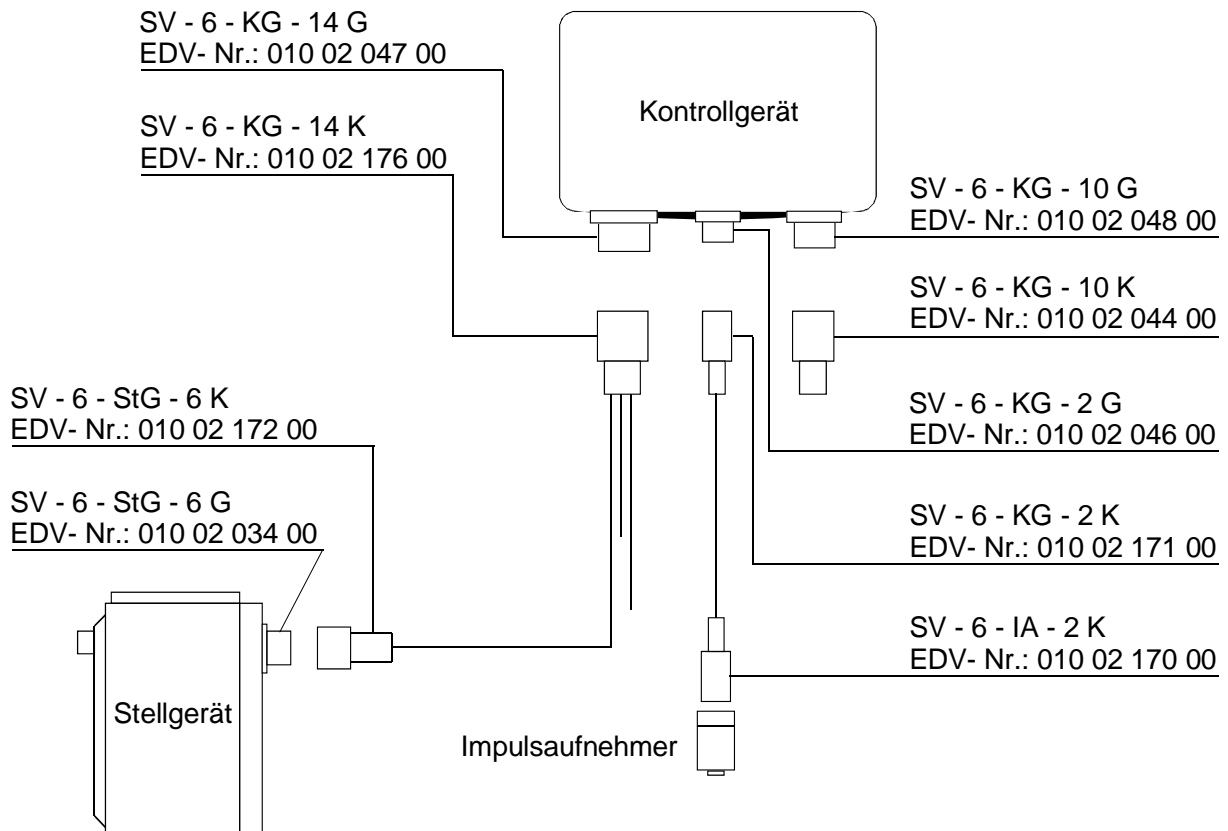 SV - 6 - KG - 14 G
EDV- Nr.: 010 02 047 00
SV - 6 - KG - 14 K
EDV- Nr.: 010 02 176 00
Kontrollgerät
SV - 6 - KG - 10 G
EDV- Nr.: 010 02 048 00
SV - 6 - KG - 10 K
EDV- Nr.: 010 02 044 00
SV - 6 - StG - 6 K
EDV- Nr.: 010 02 172 00
SV - 6 - KG - 2 G
EDV- Nr.: 010 02 046 00
SV - 6 - StG - 6 G
EDV- Nr.: 010 02 034 00
SV - 6 - KG - 2 K
EDV- Nr.: 010 02 171 00
SV - 6 - IA - 2 K
EDV- Nr.: 010 02 170 00
Stellgerät
Impulsaufnehmer